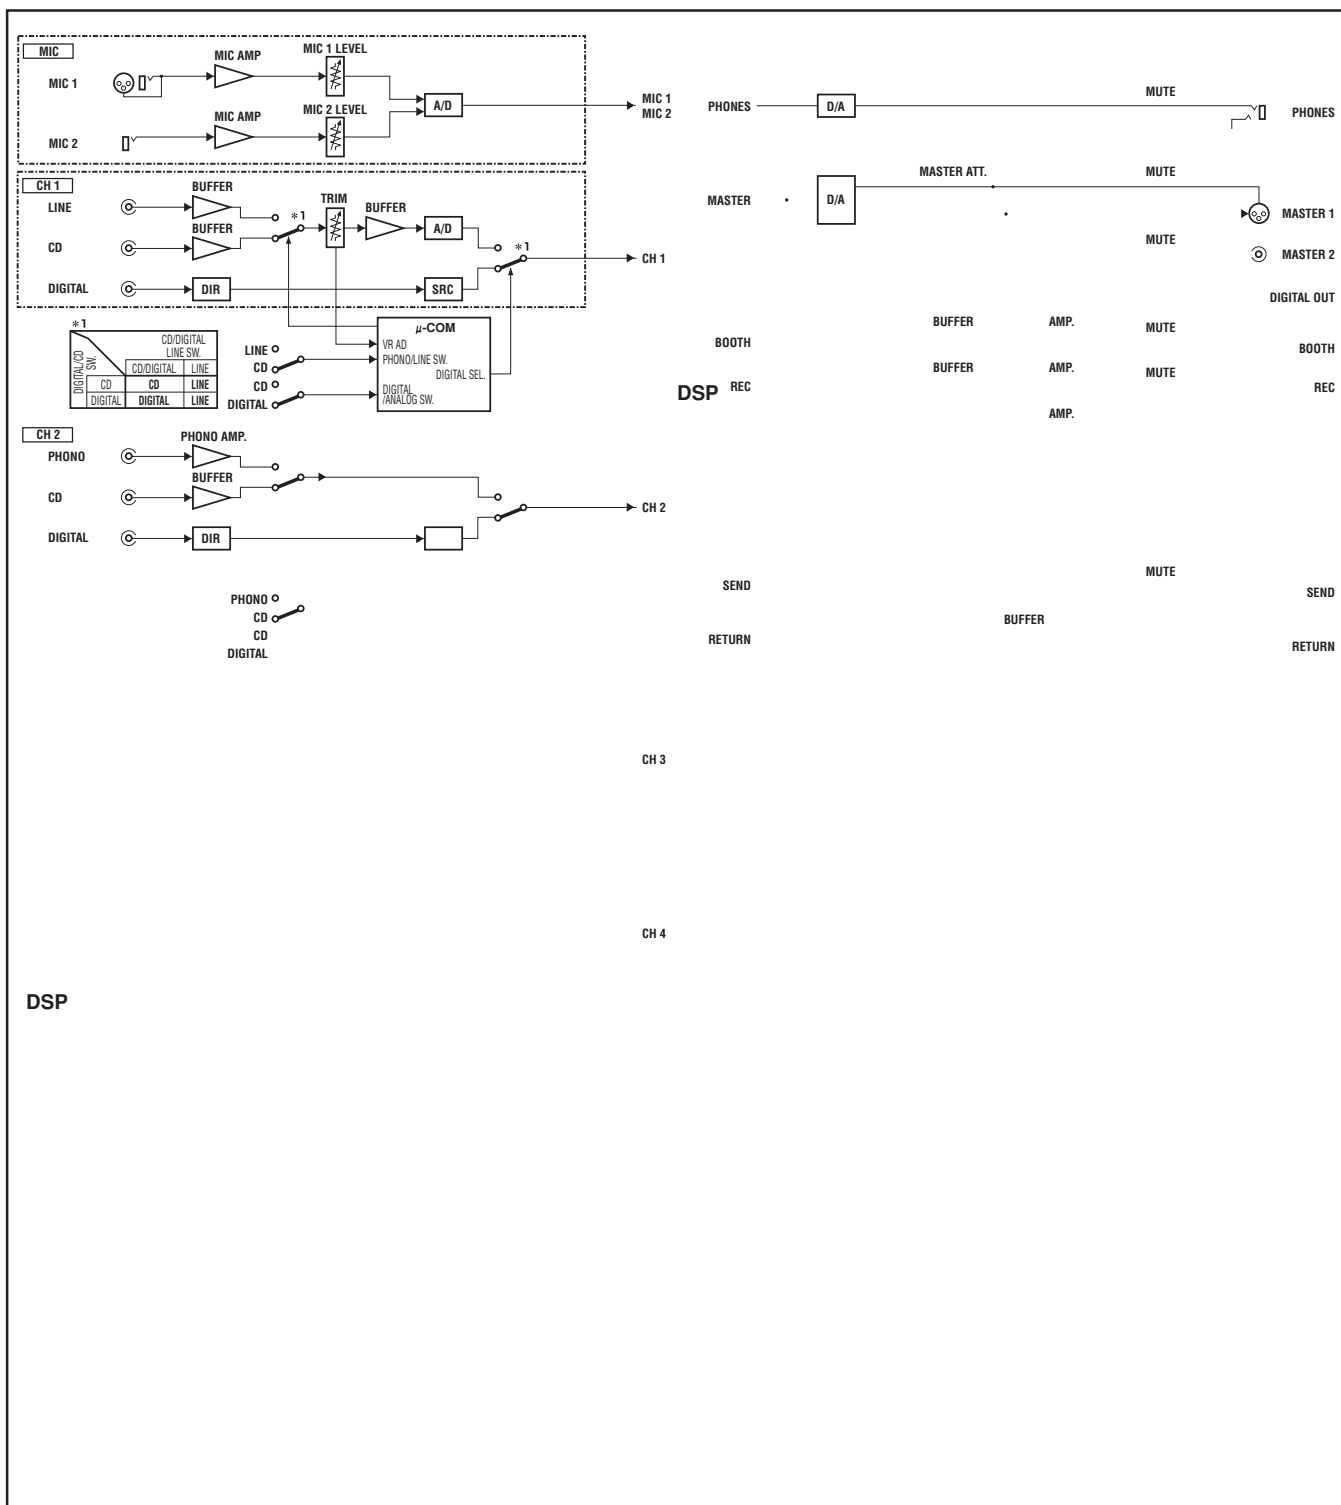 MIC
MIC 1
MIC AMP
MIC 1 LEVEL
A/D
MIC 1
MIC 2
MIC 2
MIC AMP
MIC 2 LEVEL
CH 1
LINE
BUFFER
*1
TRIM
BUFFER
A/D
*1
CH 1
CD
BUFFER
DIGITAL
DIR
SRC
*1
CD/DIGITAL
LINE SW.
DIGITAL/CD
SW.
CD/DIGITAL LINE
CD CD LINE
DIGITAL DIGITAL LINE
LINE
CD
CD
DIGITAL
μ-COM
VR AD
PHONO/LINE SW.
DIGITAL SEL.
DIGITAL
/ANALOG SW.
CH 2
PHONO
PHONO AMP.
CD
BUFFER
CH 2
DIGITAL
DIR
PHONO
CD
CD
DIGITAL
CH 3
CH 4
DSP
DSP
PHONES
D/A
MUTE
PHONES
MASTER
D/A
MASTER ATT.
MUTE
MASTER 1
MUTE
MASTER 2
DIGITAL OUT
BOOTH
BUFFER
AMP.
MUTE
BOOTH
REC
BUFFER
AMP.
MUTE
REC
AMP.
SEND
MUTE
SEND
BUFFER
RETURN
RETURN